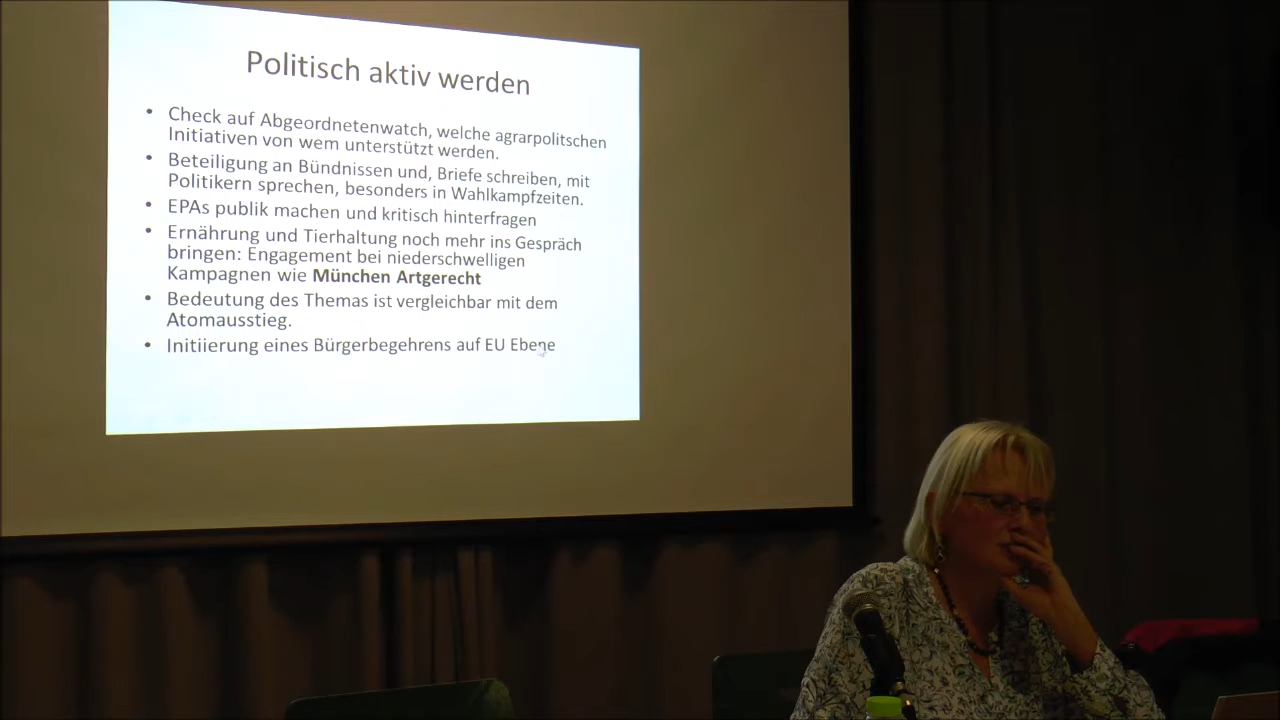 Politisch aktiv werden
• Check auf Abgeordnetenwatch, welche agrarpolitschen
Initiativen von wem unterstützt werden.
• Beteiligung an Bündnissen und, Briefe schreiben, mit
Politikern sprechen, besonders in Wahlkampfzeiten.
• EPAs publik machen und kritisch hinterfragen
• Ernährung und Tierhaltung noch mehr ins Gespräch
bringen: Engagement bei niederschwelligen
Kampagnen wie München Artgerecht
• Bedeutung des Themas ist vergleichbar mit dem
Atomausstieg.
• Initiierung eines Bürgerbegehrens auf EU Ebene